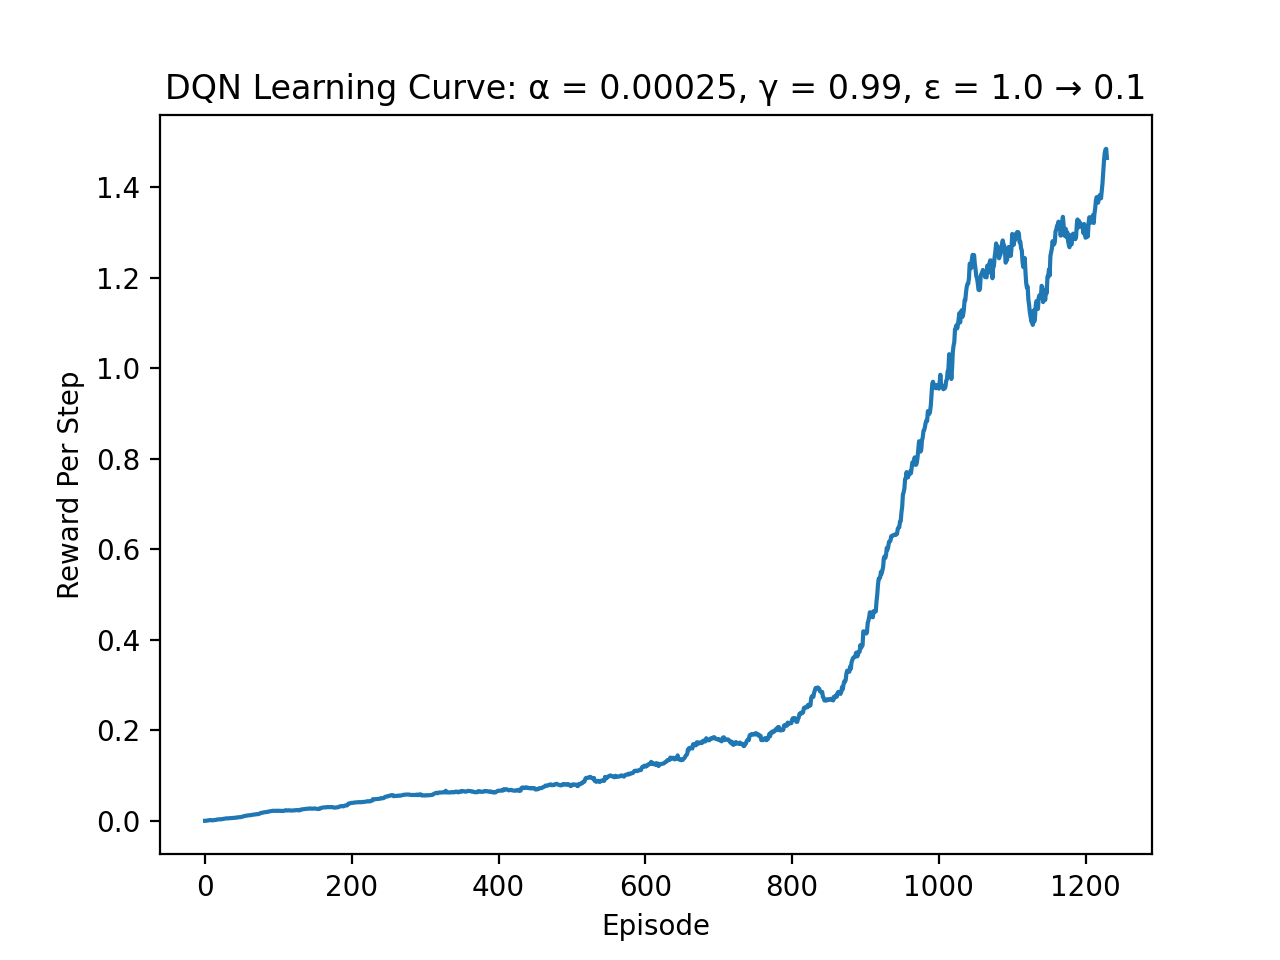 DQN Learning Curve: α = 0.00025, γ = 0.99, ε = 1.0 → 0.1
Reward Per Step
1.4
1.2
1.0
0.8
0.6
0.4
0.2
0.0
0 200 400 600 800 1000 1200
Episode